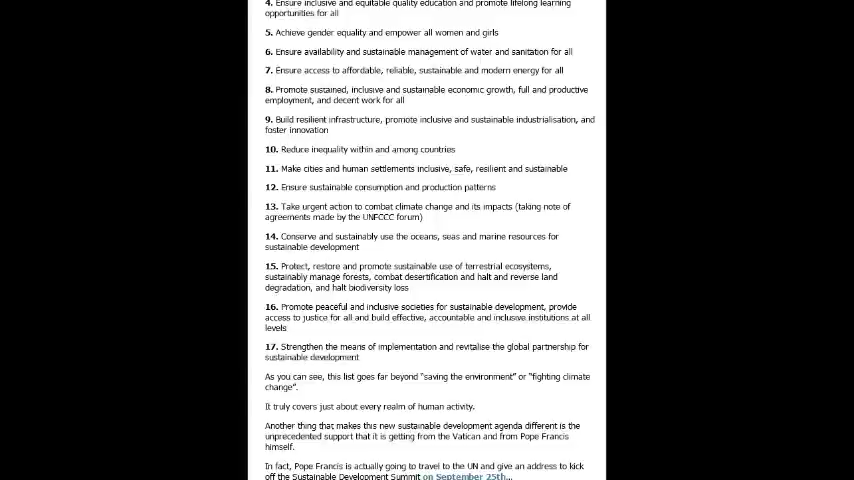 4. Ensure inclusive and equitable quality education and promote lifelong learning
opportunities for all
5. Achieve gender equality and empower all women and girls
6. Ensure availability and sustainable management of water and sanitation for all
7. Ensure access to affordable, reliable, sustainable and modern energy for all
8. Promote sustained, inclusive and sustainable economic growth, full and productive
employment, and decent work for all
9. Build resilient infrastructure, promote inclusive and sustainable industrialisation, and
foster innovation
10. Reduce inequality within and among countries
11. Make cities and human settlements inclusive, safe, resilient and sustainable
12. Ensure sustainable consumption and production patterns
13. Take urgent action to combat climate change and its impacts (taking note of
agreements made by the UNFCCC forum)
14. Conserve and sustainably use the oceans, seas and marine resources for
sustainable development
15. Protect, restore and promote sustainable use of terrestrial ecosystems,
sustainably manage forests, combat desertification and halt and reverse land
degradation, and halt biodiversity loss
16. Promote peaceful and inclusive societies for sustainable development, provide
access to justice for all and build effective, accountable and inclusive institutions at all
levels
17. Strengthen the means of implementation and revitalise the global partnership for
sustainable development
As you can see, this list goes far beyond “saving the environment” or “fighting climate
change”.
It truly covers just about every realm of human activity.
Another thing that makes this new sustainable development agenda different is the
unprecedented support that it is getting from the Vatican and from Pope Francis
himself.
In fact, Pope Francis is actually going to travel to the UN and give an address to kick
off the Sustainable Development Summit on September 25th...